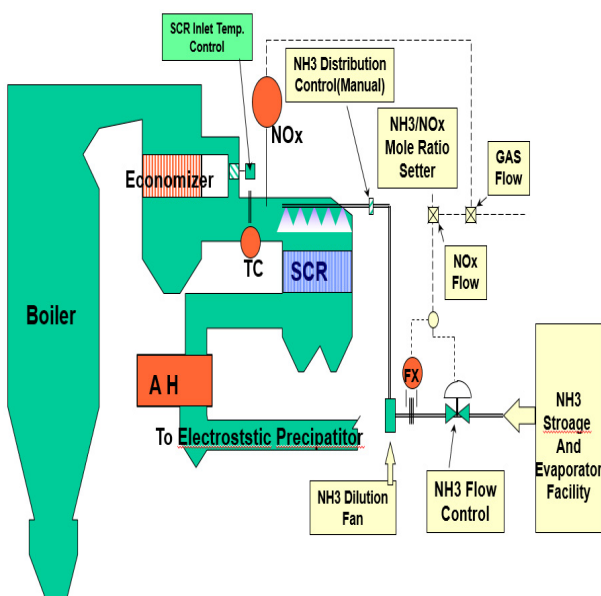 SCR Inlet Temp.
Control
NH3 Distribution
Control(Manual)
NOx
NH3/NOx
Mole Ratio
Setter
GAS
Flow
Economizer
TC
SCR
NOx
Flow
Boiler
A H
FX
NH3
Stroage
And
Evaporator
Facility
To Electroststic Precipatitor
NH3 Dilution
Fan
NH3 Flow
Control